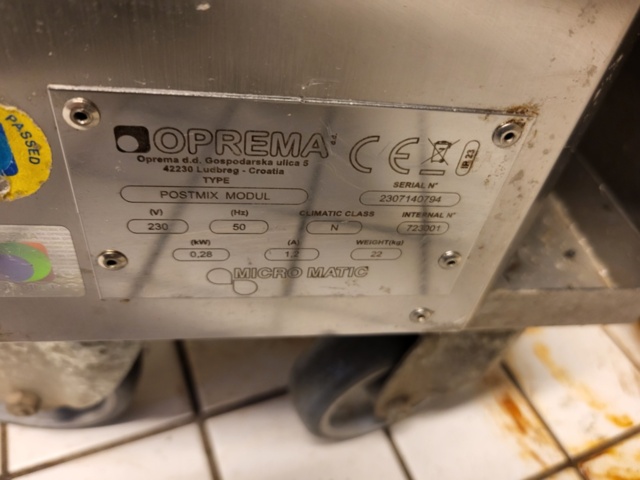 PASSED
OPREMA d.d.
Oprema d.d. Gospodarska ulica 5
42230 Ludbreg - Croatia
CE
TYPE
POSTMIX MODUL
SERIAL N°
2307140794
(V)
230
(Hz)
50
CLIMATIC CLASS
N
INTERNAL N°
723001
(kW)
0,28
(A)
1,2
WEIGHT(kg)
22
MICRO MATIC